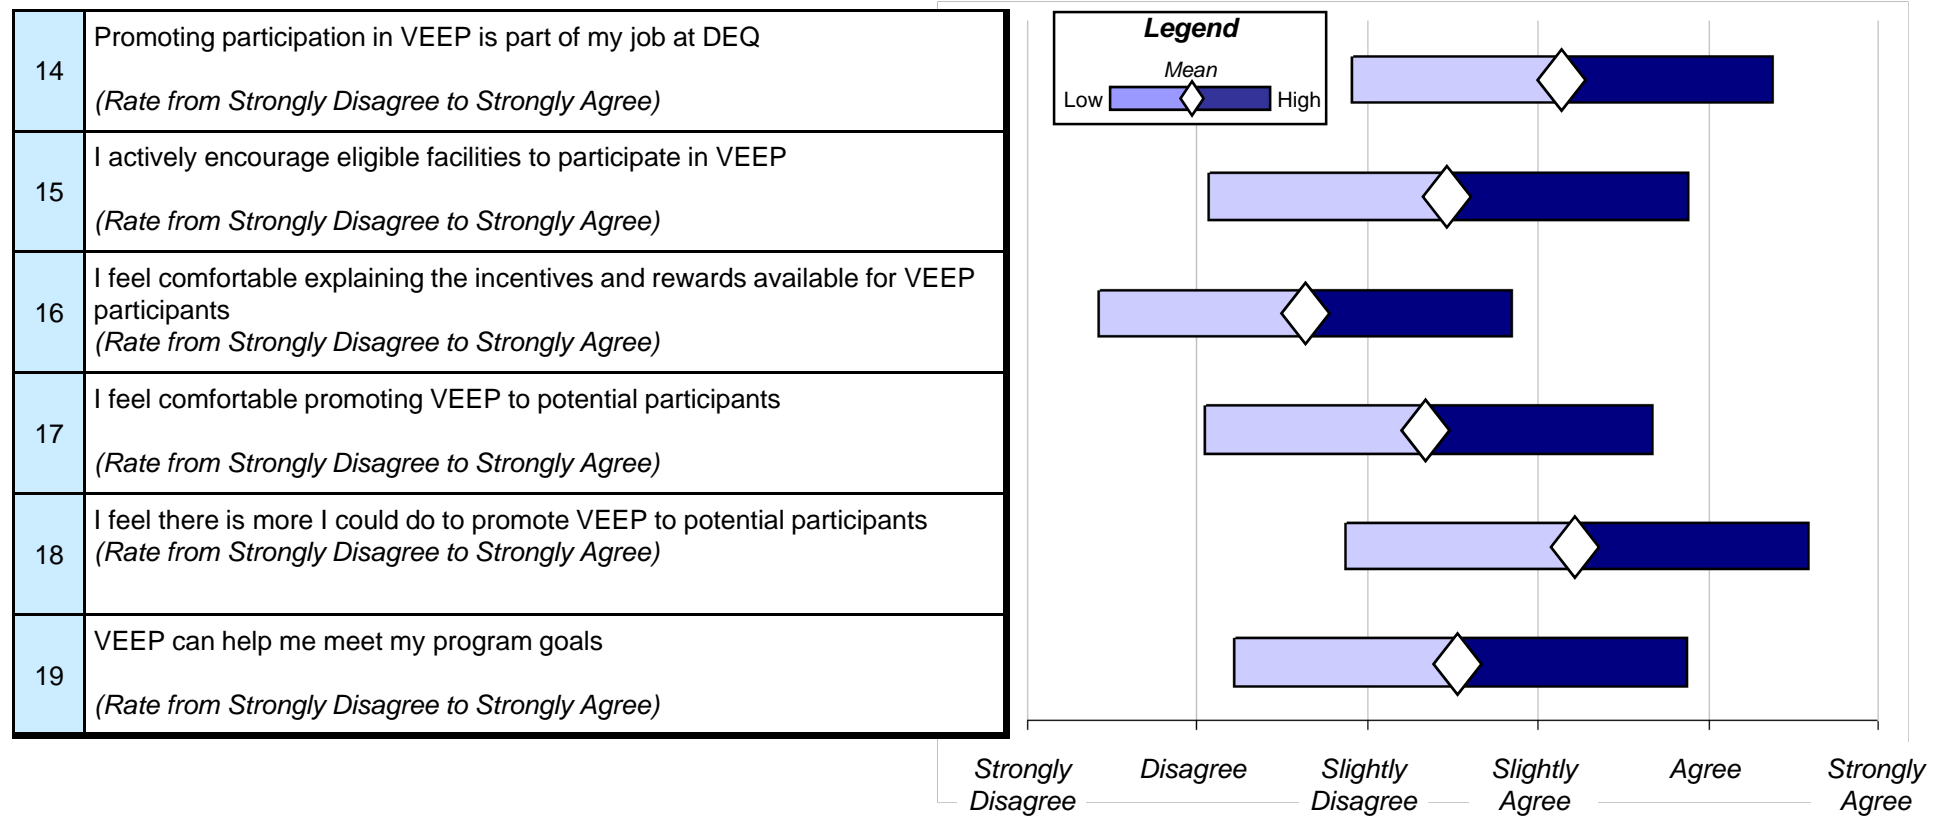 14
Promoting participation in VEEP is part of my job at DEQ
(Rate from Strongly Disagree to Strongly Agree)
15
I actively encourage eligible facilities to participate in VEEP
(Rate from Strongly Disagree to Strongly Agree)
16
I feel comfortable explaining the incentives and rewards available for VEEP
participants
(Rate from Strongly Disagree to Strongly Agree)
17
I feel comfortable promoting VEEP to potential participants
(Rate from Strongly Disagree to Strongly Agree)
18
I feel there is more I could do to promote VEEP to potential participants
(Rate from Strongly Disagree to Strongly Agree)
19
VEEP can help me meet my program goals
(Rate from Strongly Disagree to Strongly Agree)
Legend
Mean
Low High
Strongly Disagree Slightly Slightly Agree Strongly
Disagree Disagree Agree Agree